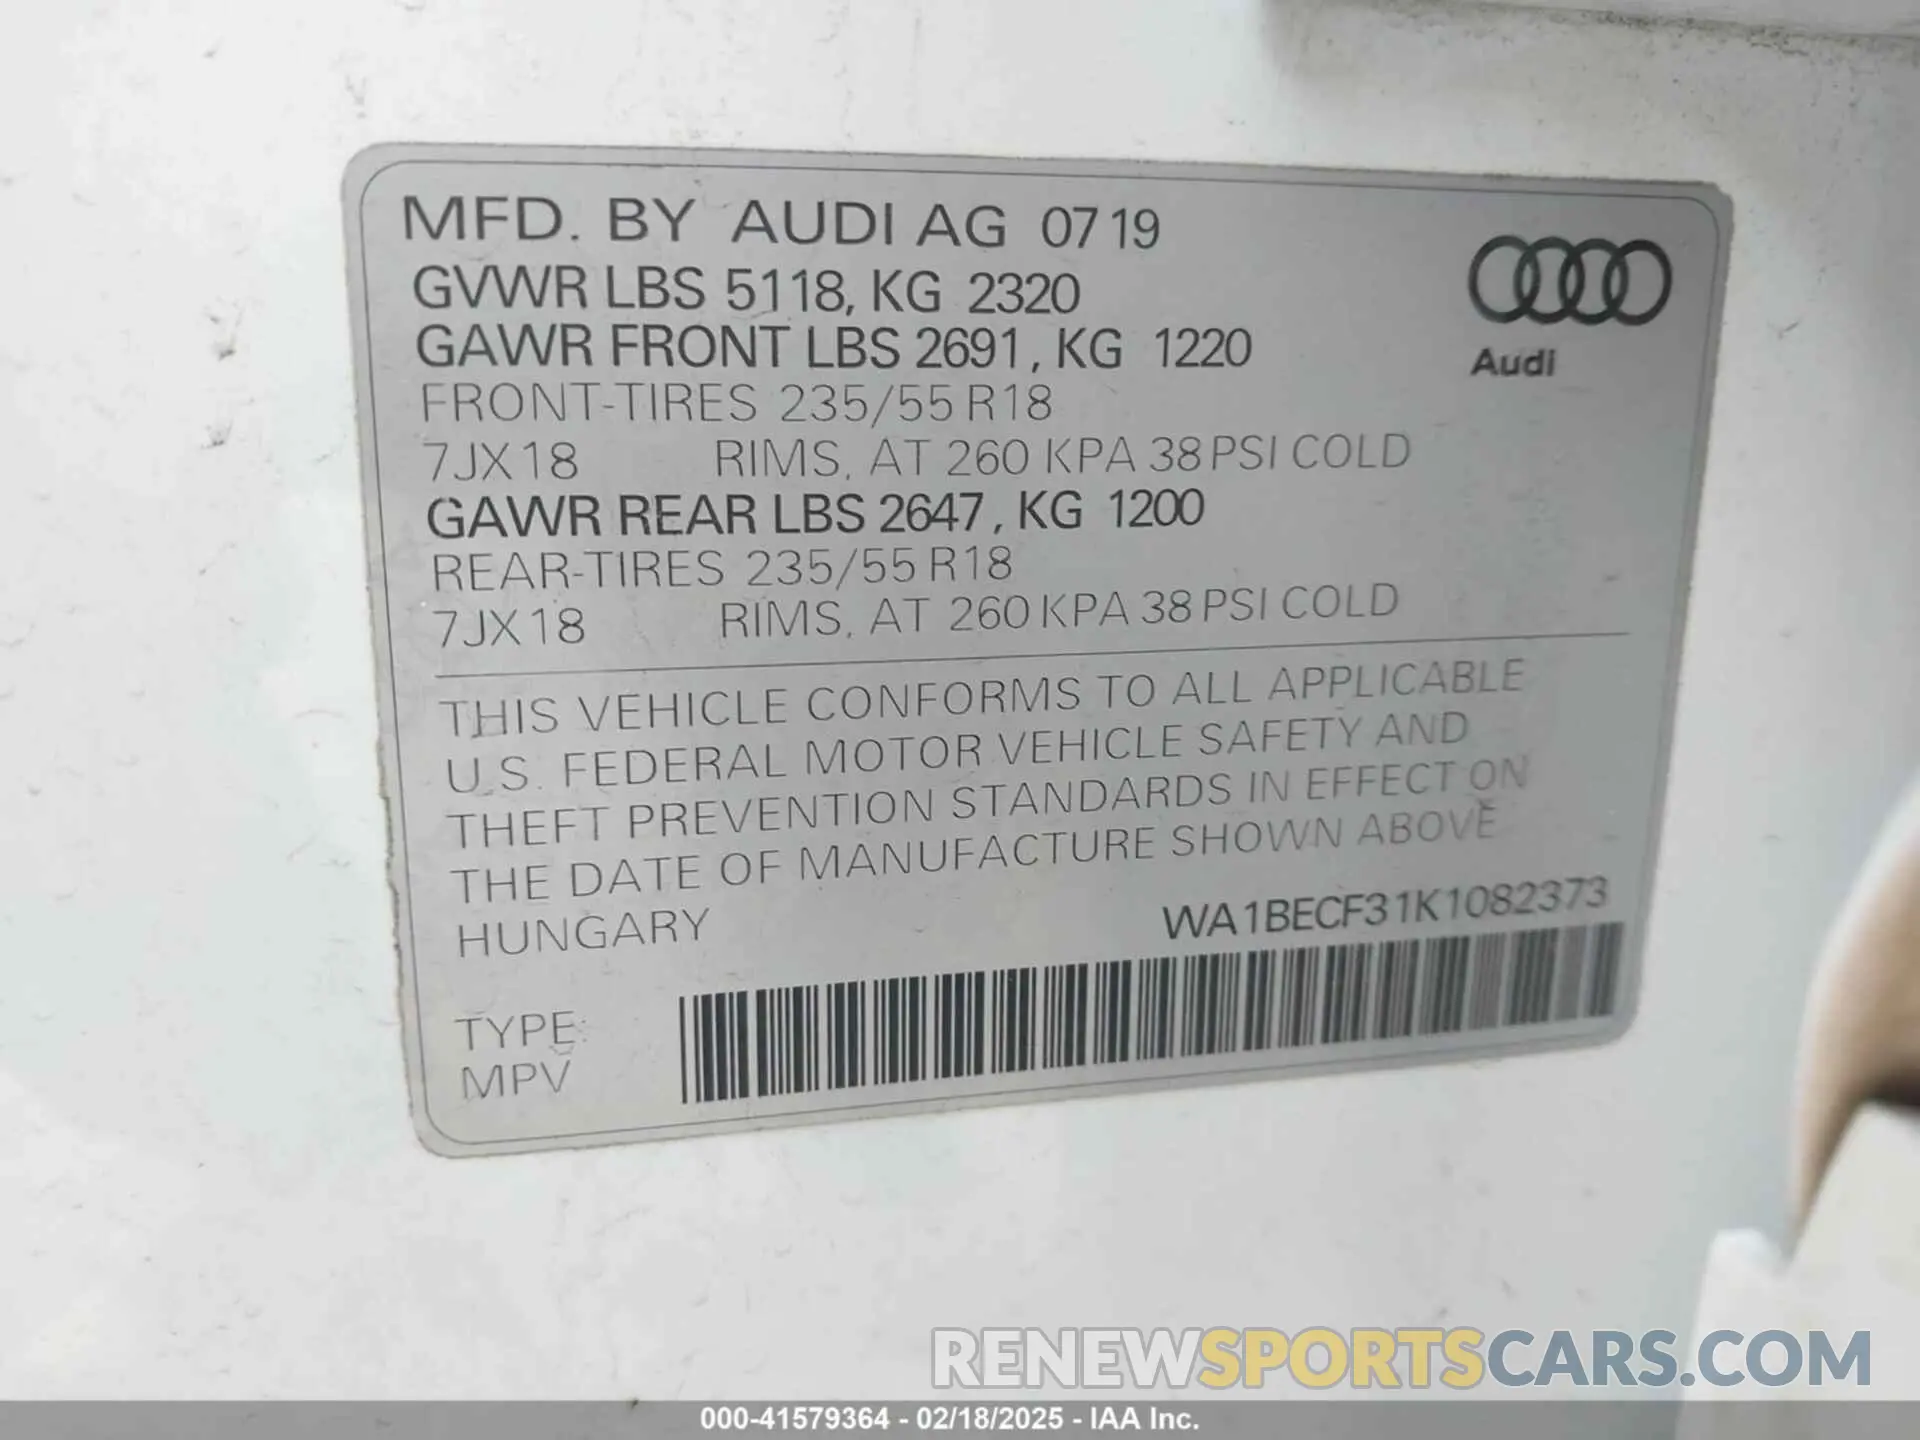 MFD. BY AUDI AG 07 19
GVWR LBS 5118, KG 2320
GAWR FRONT LBS 2691, KG 1220
FRONT-TIRES 235/55 R18
7JX18 RIMS, AT 260 KPA 38 PSI COLD
GAWR REAR LBS 2647, KG 1200
REAR-TIRES 235/55 R18
7JX18 RIMS, AT 260 KPA 38 PSI COLD
Audi
THIS VEHICLE CONFORMS TO ALL APPLICABLE
U.S. FEDERAL MOTOR VEHICLE SAFETY AND
THEFT PREVENTION STANDARDS IN EFFECT ON
THE DATE OF MANUFACTURE SHOWN ABOVE
HUNGARY WA1BECF31K1082373
TYPE:
MPV
RENEWSPORTSCARS.COM
000-41579364 - 02/18/2025 - IAA Inc.